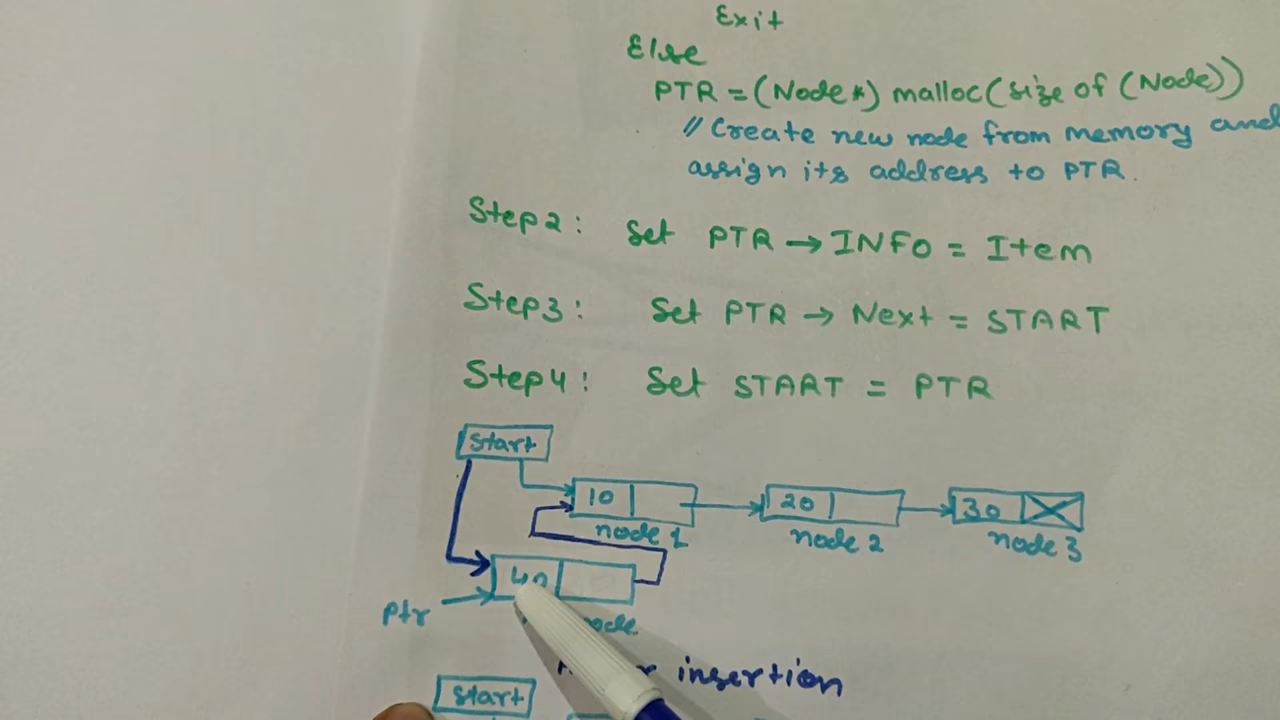 Exit
Else
PTR = (Node*) malloc(size of (Node))
// Create new node from memory and
assign its address to PTR.
Step2: Set PTR → INFO = Item
Step3: Set PTR → Next = START
Step4: Set START = PTR
Start
10
20
30
node 1
node 2
node 3
40
Ptr
node
insertion
Start